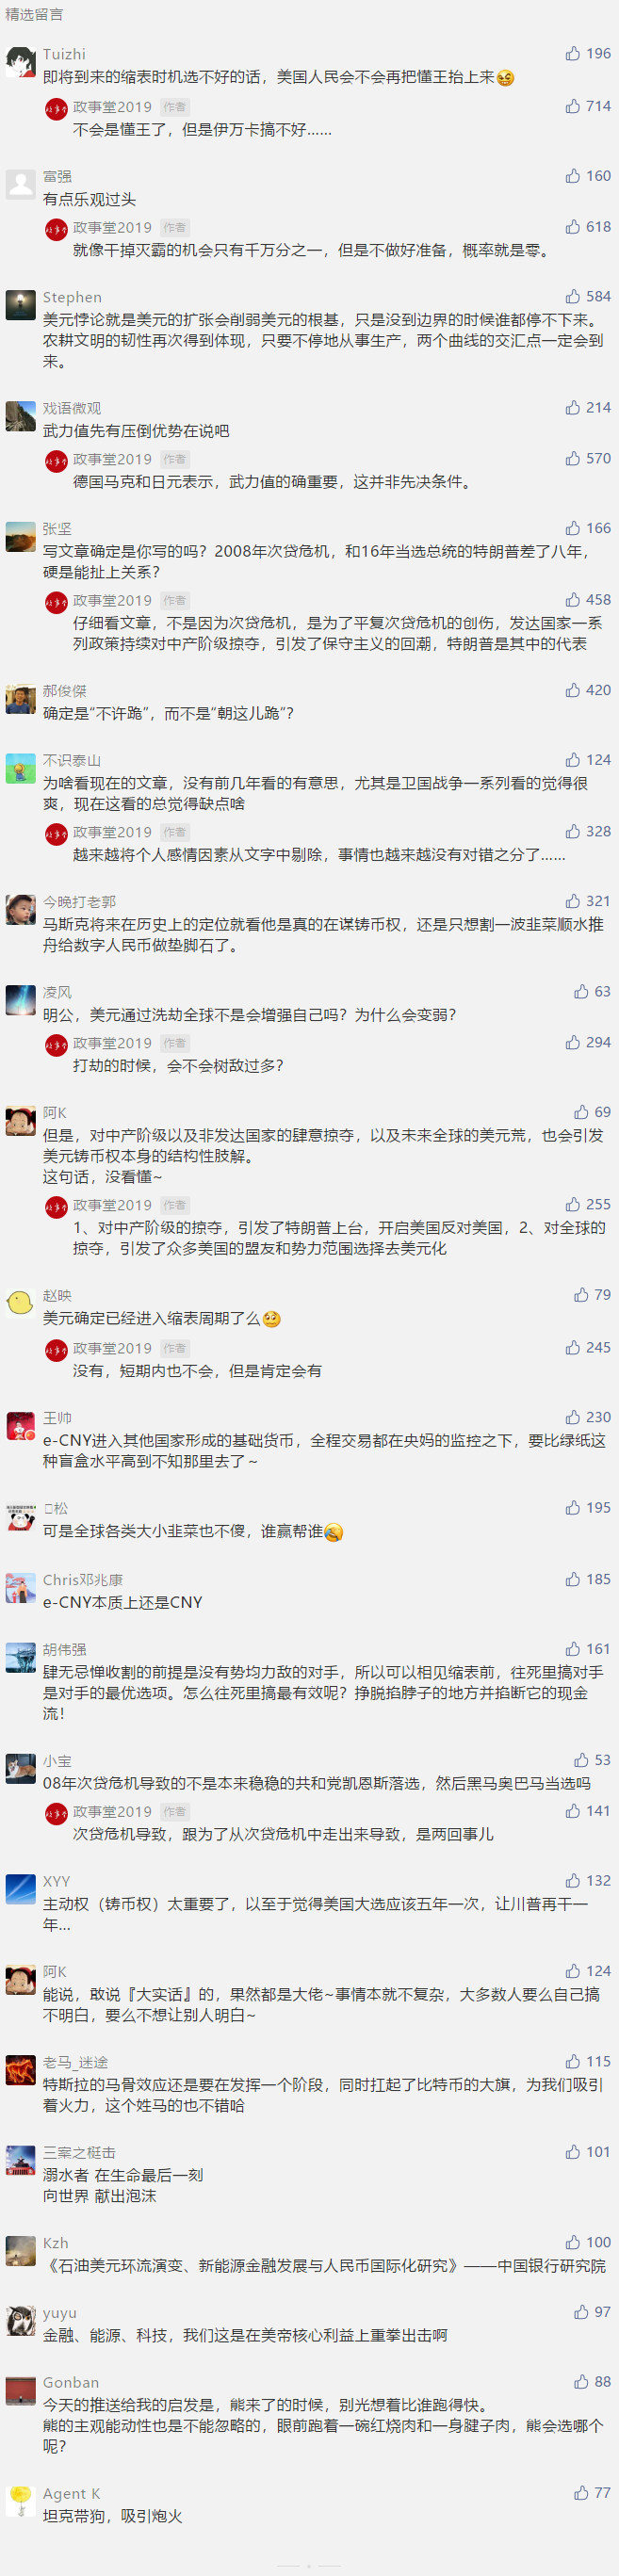 精选留言
Tuizhi 196
即将到来的缩表时机选不好的话，美国人民会不会再把懂王抬上来😜
政事堂2019 作者 714
不会是懂王了，但是伊万卡搞不好……
富强 160
有点乐观过头
政事堂2019 作者 618
就像干掉灭霸的机会只有千万分之一，但是不做好准备，概率就是零。
Stephen 584
美元悖论就是美元的扩张会削弱美元的根基，只是没到边界的时候谁都停不下来。
农耕文明的韧性再次得到体现，只要不停地从事生产，两个曲线的交汇点一定会到
来。
戏语微观 214
武力值先有压倒优势在说吧
政事堂2019 作者 570
德国马克和日元表示，武力值的确重要，这并非先决条件。
张坚 166
写文章确定是你写的吗？2008年次贷危机，和16年当选总统的特朗普差了八年，
硬是能扯上关系？
政事堂2019 作者 458
仔细看文章，不是因为次贷危机，是为了平复次贷危机的创伤，发达国家一系
列政策持续对中产阶级掠夺，引发了保守主义的回潮，特朗普是其中的代表
郝俊傑 420
确定是“不许跪”，而不是“朝这儿跪”？
不识泰山 124
为啥看现在的文章，没有前几年看的有意思，尤其是卫国战争一系列看的觉得很
爽，现在这看的总觉得缺点啥
政事堂2019 作者 328
越来越将个人感情因素从文字中剔除，事情也越来越没有对错之分了……
今晚打老郭 321
马斯克将来在历史上的定位就看他是真的在谋铸币权，还是只想割一波韭菜顺水推
舟给数字人民币做垫脚石了。
凌风 63
明公，美元通过洗劫全球不是会增强自己吗？为什么会变弱？
政事堂2019 作者 294
打劫的时候，会不会树敌过多？
阿K 69
但是，对中产阶级以及非发达国家的肆意掠夺，以及未来全球的美元荒，也会引发
美元铸币权本身的结构性肢解。
这句话，没看懂~
政事堂2019 作者 255
1、对中产阶级的掠夺，引发了特朗普上台，开启美国反对美国，2、对全球的
掠夺，引发了众多美国的盟友和势力范围选择去美元化
赵映 79
美元确定已经进入缩表周期了么
政事堂2019 作者 245
没有，短期内也不会，但是肯定会有
王帅 230
e-CNY进入其他国家形成的基础货币，全程交易都在央妈的监控之下，要比绿纸这
种盲盒水平高到不知那里去了~
松 195
可是全球各类大小韭菜也不傻，谁赢帮谁
Chris邓兆康 185
e-CNY本质上还是CNY
胡伟强 161
肆无忌惮收割的前提是没有势均力敌的对手，所以可以相见缩表前，往死里搞对手
是对手的最优选项。怎么往死里搞最有效呢？挣脱掐脖子的地方并掐断它的现金
流！
小宝 53
08年次贷危机导致的不是本来稳稳的共和党凯恩斯落选，然后黑马奥巴马当选吗
政事堂2019 作者 141
次贷危机导致，跟为了从次贷危机中走出来导致，是两回事儿
XYY 132
主动权（铸币权）太重要了，以至于觉得美国大选应该五年一次，让川普再干一
年...
阿K 124
能说，敢说『大实话』的，果然都是大佬~事情本就不复杂，大多数人要么自己搞
不明白，要么不想让别人明白~
老马_迷途 115
特斯拉的马骨效应还是要在发挥一个阶段，同时扛起了比特币的大旗，为我们吸引
着火力，这个姓马的也不错哈
三案之梃击 101
溺水者 在生命最后一刻
向世界 献出泡沫
Kzh 100
《石油美元环流演变、新能源金融发展与人民币国际化研究》——中国银行研究院
yuyu 97
金融、能源、科技，我们这是在美帝核心利益上重拳出击啊
Gonban 88
今天的推送给我的启发是，熊来了的时候，别光想着比谁跑得快。
熊的主观能动性也是不能忽略的，眼前跑着一碗红烧肉和一身腱子肉，熊会选哪个
呢？
Agent K 77
坦克带狗，吸引炮火